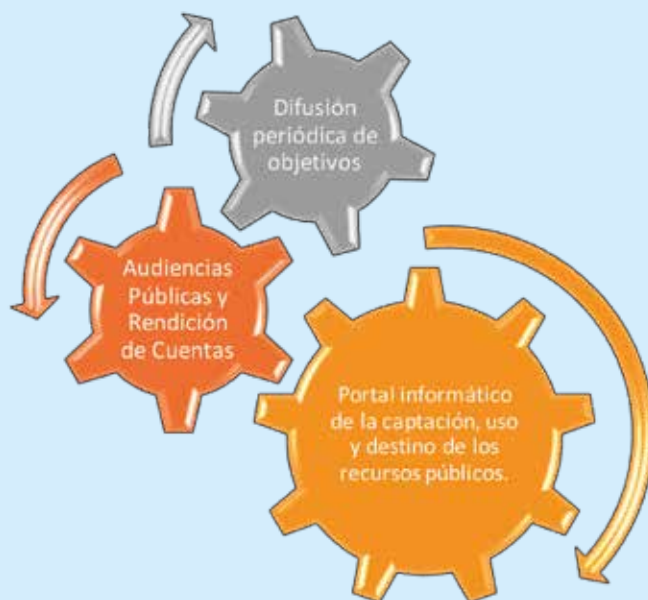 Difusión
periódica de
objetivos
Audiencias
Públicas y
Rendición
de Cuentas
Portal informático
de la captación, uso
y destino de los
recursos públicos.